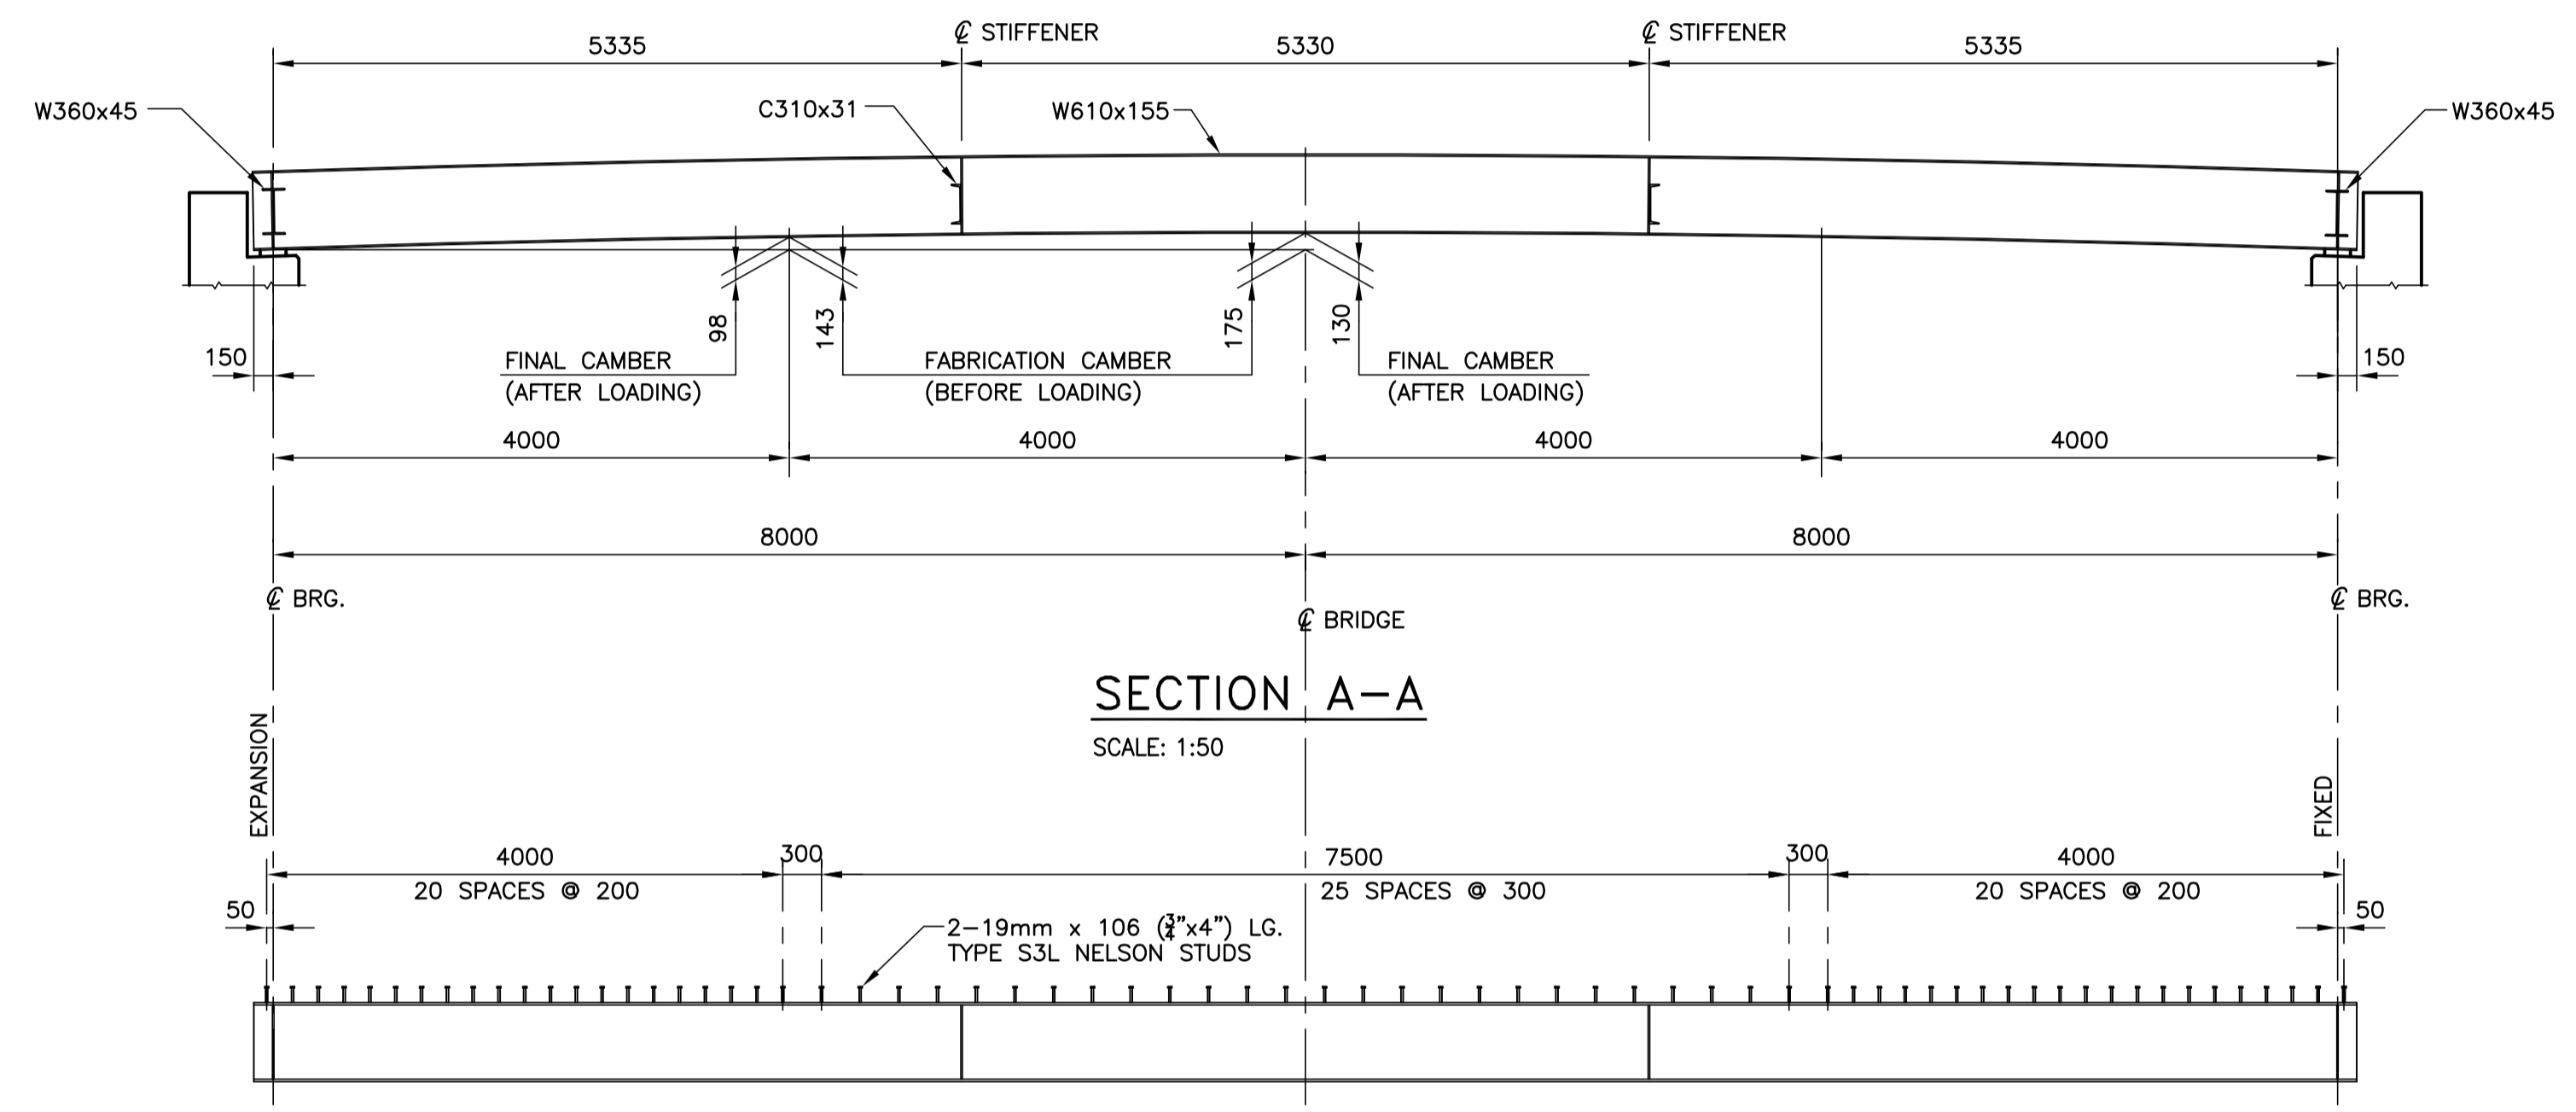 ℄ STIFFENER
℄ STIFFENER
5335
5330
5335
W360x45
C310x31
W610x155
W360x45
98
143
175
130
150
FINAL CAMBER
(AFTER LOADING)
FABRICATION CAMBER
(BEFORE LOADING)
FINAL CAMBER
(AFTER LOADING)
150
4000
4000
4000
4000
8000
8000
℄ BRG.
℄ BRIDGE
℄ BRG.
SECTION A-A
SCALE: 1:50
EXPANSION
FIXED
4000
300
7500
300
4000
20 SPACES @ 200
25 SPACES @ 300
20 SPACES @ 200
50
50
2-19mm x 106 (3/4"x4") LG.
TYPE S3L NELSON STUDS